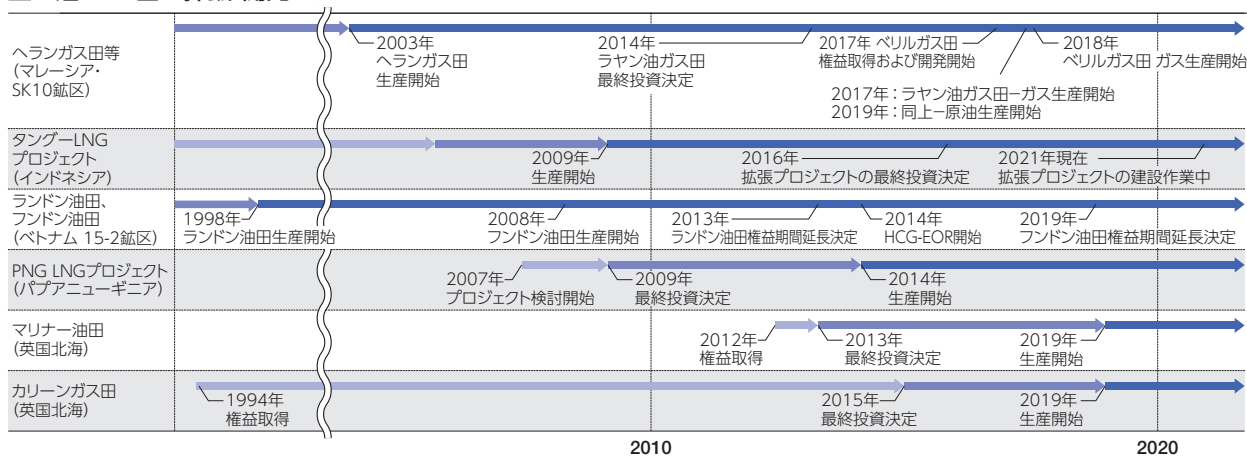 ヘランガス田等
（マレーシア・
SK10鉱区）
2003年
ヘランガス田
生産開始
2014年
ラヤン油ガス田
最終投資決定
2017年 ベリルガス田
権益取得および開発開始
2018年
ベリルガス田 ガス生産開始
2017年：ラヤン油ガス田−ガス生産開始
2019年：同上−原油生産開始
タングーLNG
プロジェクト
（インドネシア）
2009年
生産開始
2016年
拡張プロジェクトの最終投資決定
2021年現在
拡張プロジェクトの建設作業中
ランドン油田、
フンドン油田
（ベトナム 15-2鉱区）
1998年
ランドン油田生産開始
2008年
フンドン油田生産開始
2013年
ランドン油田権益期間延長決定
2014年
HCG-EOR開始
2019年
フンドン油田権益期間延長決定
PNG LNGプロジェクト
（パプアニューギニア）
2007年
プロジェクト検討開始
2009年
最終投資決定
2014年
生産開始
マリナー油田
（英国北海）
2012年
権益取得
2013年
最終投資決定
2019年
生産開始
カリーンガス田
（英国北海）
1994年
権益取得
2015年
最終投資決定
2019年
生産開始
2010
2020